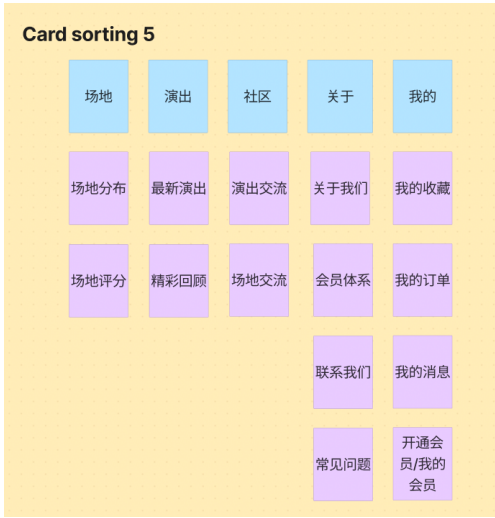 Card sorting 5
场地 演出 社区 关于 我的
场地分布 最新演出 演出交流 关于我们 我的收藏
场地评分 精彩回顾 场地交流 会员体系 我的订单
联系我们 我的消息
常见问题 开通会
员/我的
会员